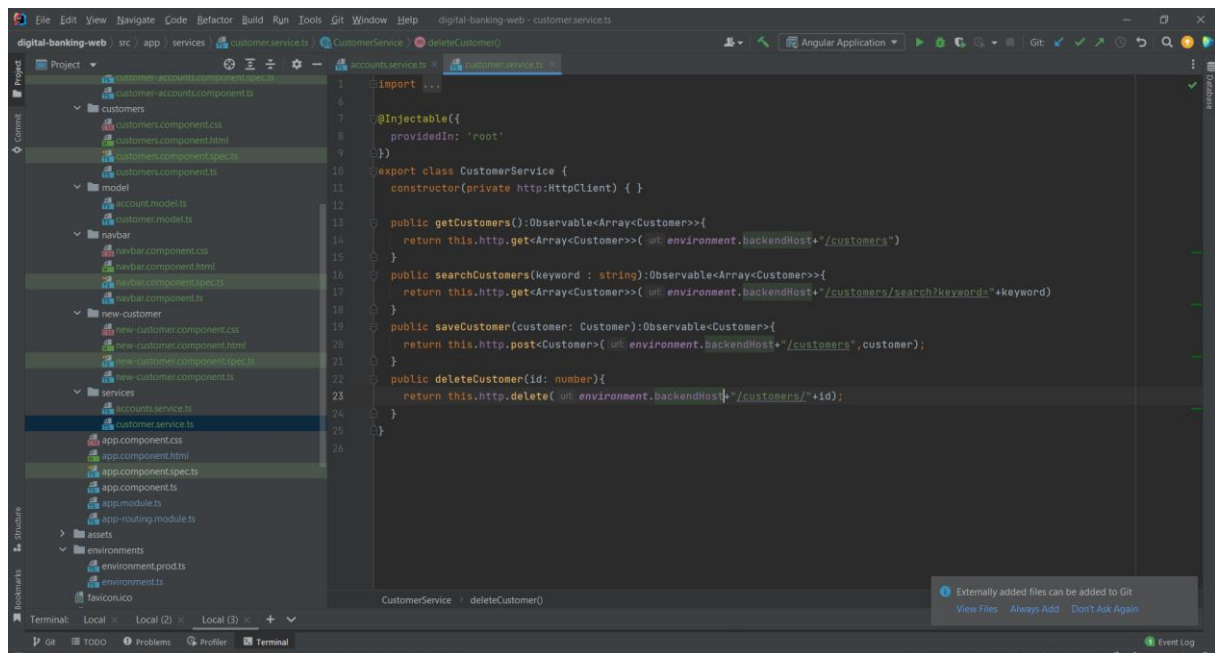 File Edit View Navigate Code Refactor Build Run Tools Git Window Help digital-banking-web - customer.service.ts
digital-banking-web src app services customer.service.ts CustomerService deleteCustomer() Angular Application Git:
Project
accounts.service.ts customer.service.ts
customer-accounts.component.spec.ts
customer-accounts.component.ts
customers
customers.component.css
customers.component.html
customers.component.spec.ts
customers.component.ts
model
account.model.ts
customer.model.ts
navbar
navbar.component.css
navbar.component.html
navbar.component.spec.ts
navbar.component.ts
new-customer
new-customer.component.css
new-customer.component.html
new-customer.component.spec.ts
new-customer.component.ts
services
accounts.service.ts
customer.service.ts
app.component.css
app.component.html
app.component.spec.ts
app.component.ts
app.module.ts
app-routing.module.ts
assets
environments
environment.prod.ts
environment.ts
favicon.ico
1 import ...
6
7 @Injectable({
8 providedIn: 'root'
9 })
10 export class CustomerService {
11 constructor(private http:HttpClient) { }
12
13 public getCustomers():Observable<Array<Customer>>{
14 return this.http.get<Array<Customer>>( url: environment.backendHost+"/customers")
15 }
16 public searchCustomers(keyword : string):Observable<Array<Customer>>{
17 return this.http.get<Array<Customer>>( url: environment.backendHost+"/customers/search?keyword="+keyword)
18 }
19 public saveCustomer(customer: Customer):Observable<Customer>{
20 return this.http.post<Customer>( url: environment.backendHost+"/customers",customer);
21 }
22 public deleteCustomer(id: number){
23 return this.http.delete( url: environment.backendHost+"/customers/"+id);
24 }
25 }
26
CustomerService deleteCustomer()
Externally added files can be added to Git
View Files Always Add Don't Ask Again
Project
Commit
Structure
Bookmarks
Database
Terminal: Local Local (2) Local (3)
Git TODO Problems Profiler Terminal 1 Event Log